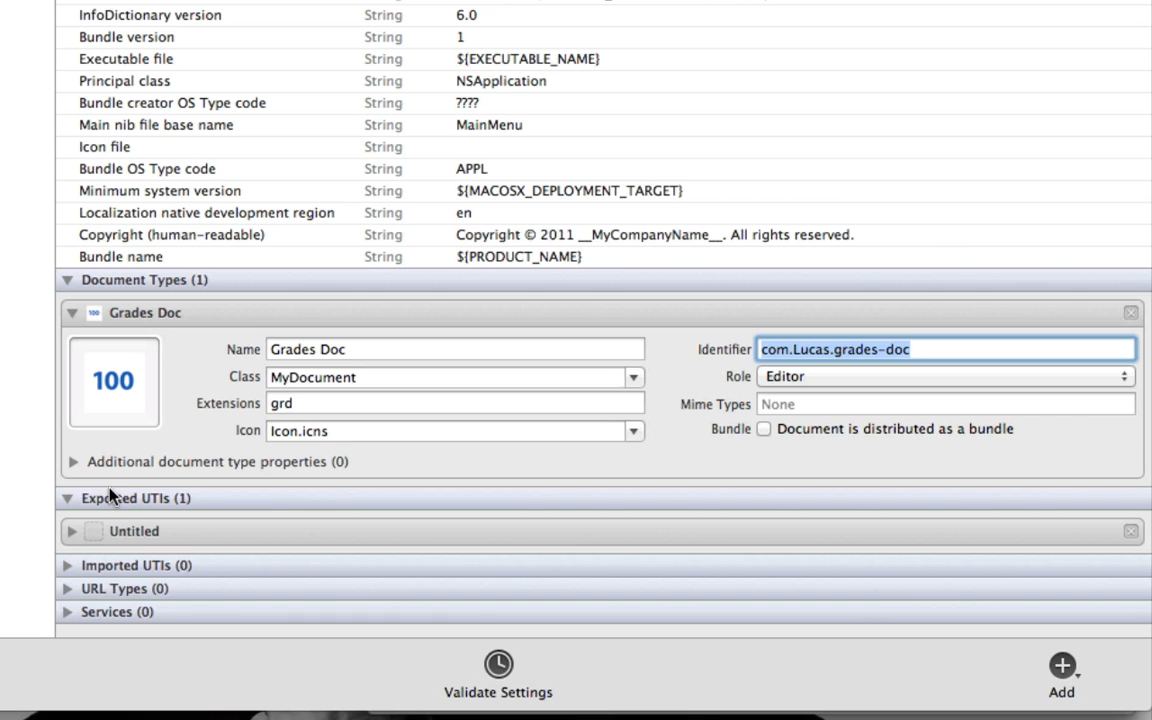 InfoDictionary version String 6.0
Bundle version String 1
Executable file String ${EXECUTABLE_NAME}
Principal class String NSApplication
Bundle creator OS Type code String ????
Main nib file base name String MainMenu
Icon file String
Bundle OS Type code String APPL
Minimum system version String ${MACOSX_DEPLOYMENT_TARGET}
Localization native development region String en
Copyright (human-readable) String Copyright © 2011 __MyCompanyName__. All rights reserved.
Bundle name String ${PRODUCT_NAME}
Document Types (1)
100 Grades Doc
100
Name Grades Doc Identifier com.Lucas.grades-doc
Class MyDocument Role Editor
Extensions grd Mime Types None
Icon Icon.icns Bundle Document is distributed as a bundle
Additional document type properties (0)
Exported UTIs (1)
Untitled
Imported UTIs (0)
URL Types (0)
Services (0)
Validate Settings Add